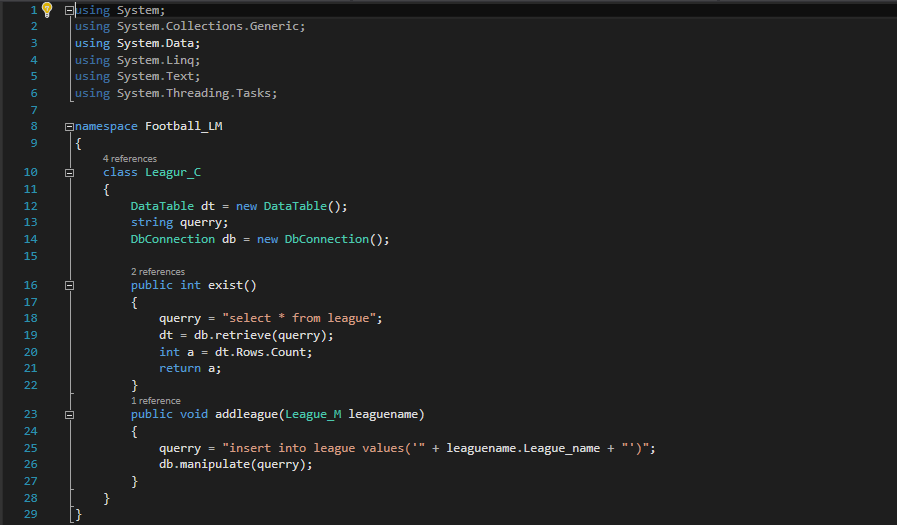 1 using System;
2 using System.Collections.Generic;
3 using System.Data;
4 using System.Linq;
5 using System.Text;
6 using System.Threading.Tasks;
7
8 namespace Football_LM
9 {
4 references
10 class Leagur_C
11 {
12 DataTable dt = new DataTable();
13 string querry;
14 DbConnection db = new DbConnection();
15
2 references
16 public int exist()
17 {
18 querry = "select * from league";
19 dt = db.retrieve(querry);
20 int a = dt.Rows.Count;
21 return a;
22 }
1 reference
23 public void addleague(League_M leaguename)
24 {
25 querry = "insert into league values('" + leaguename.League_name + "')";
26 db.manipulate(querry);
27 }
28 }
29 }